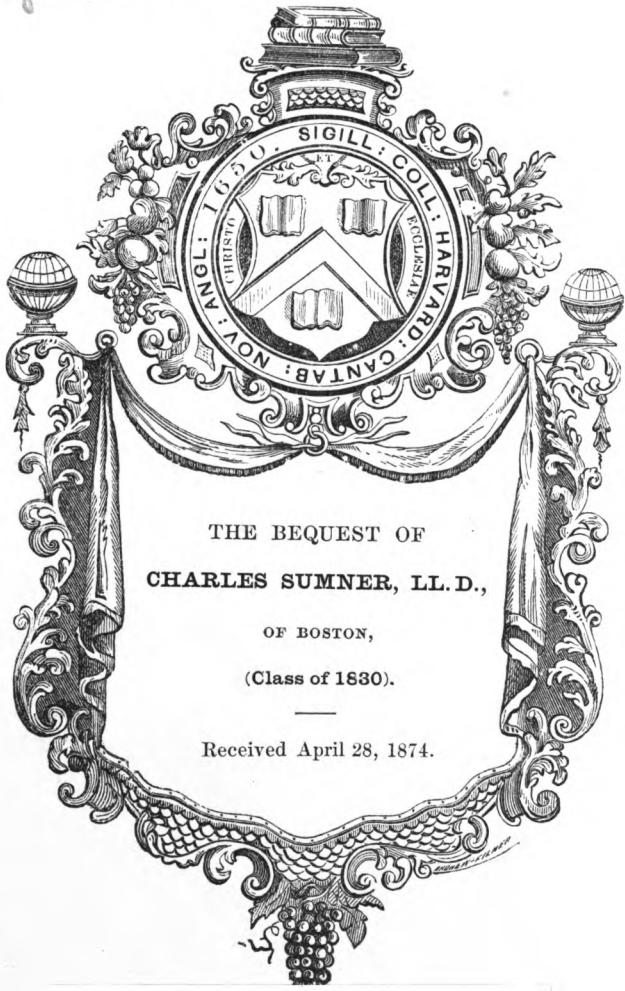 1650. SIGILL: COLL: HARVARD: CANTAB: NOV: ANGL:
CHRISTO ET ECCLESIAE
THE BEQUEST OF
CHARLES SUMNER, LL. D.,
OF BOSTON,
(Class of 1830).
Received April 28, 1874.